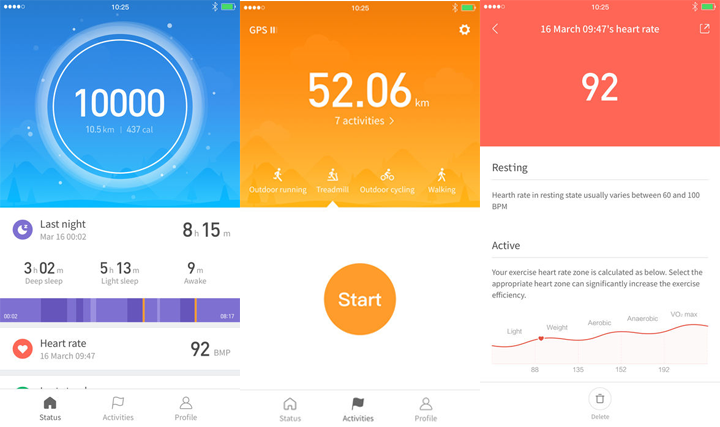 10:25
10000
10.5 km | 437 cal
Last night
Mar 16 00:02
8 h 15 m
3 h 02 m
Deep sleep
5 h 13 m
Light sleep
9 m
Awake
00:02
08:17
Heart rate
16 March 09:47
92 BMP
Status
Activities
Profile
10:25
GPS
52.06 km
7 activities >
Outdoor running
Treadmill
Outdoor cycling
Walking
Start
Status
Activities
Profile
10:25
16 March 09:47's heart rate
92
Resting
Hearth rate in resting state usually varies between 60 and 100
BPM
Active
Your exercise heart rate zone is calculated as below. Select the
appropriate heart zone can significantly increase the exercise
efficiency.
Light
Weight
Aerobic
Anaerobic
VO₂ max
88
135
152
192
Delete